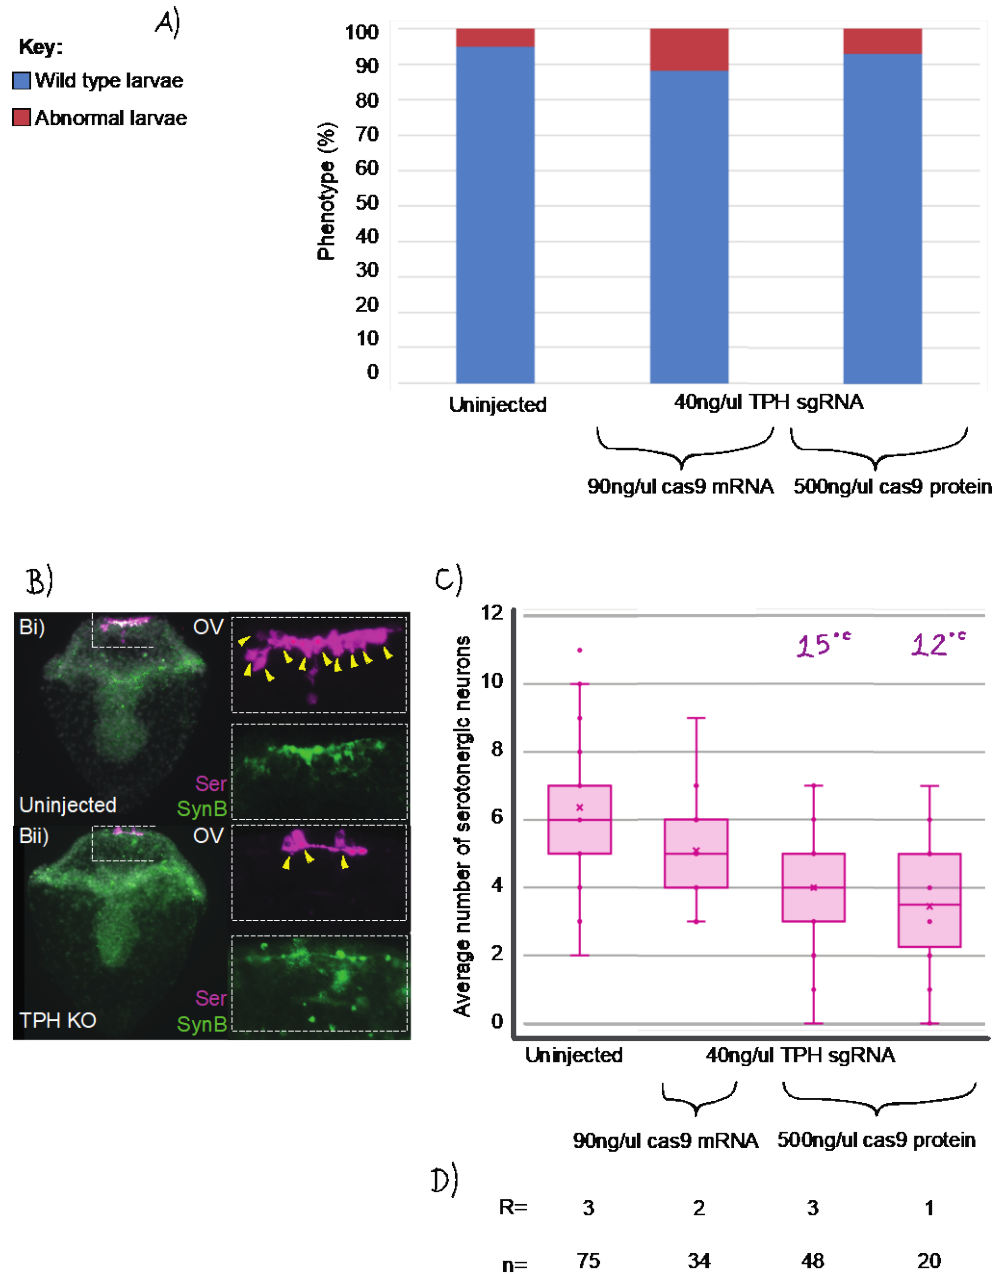 A)
Key:
Wild type larvae
Abnormal larvae
Phenotype (%)
100
90
80
70
60
50
40
30
20
10
0
Uninjected
40ng/ul TPH sgRNA
90ng/ul cas9 mRNA
500ng/ul cas9 protein
B)
Bi)
OV
Ser
SynB
Uninjected
Bii)
OV
Ser
SynB
TPH KO
C)
Average number of serotonergic neurons
12
10
8
6
4
2
0
15°c
12°c
Uninjected
40ng/ul TPH sgRNA
90ng/ul cas9 mRNA
500ng/ul cas9 protein
D)
R= 3 2 3 1
n= 75 34 48 20